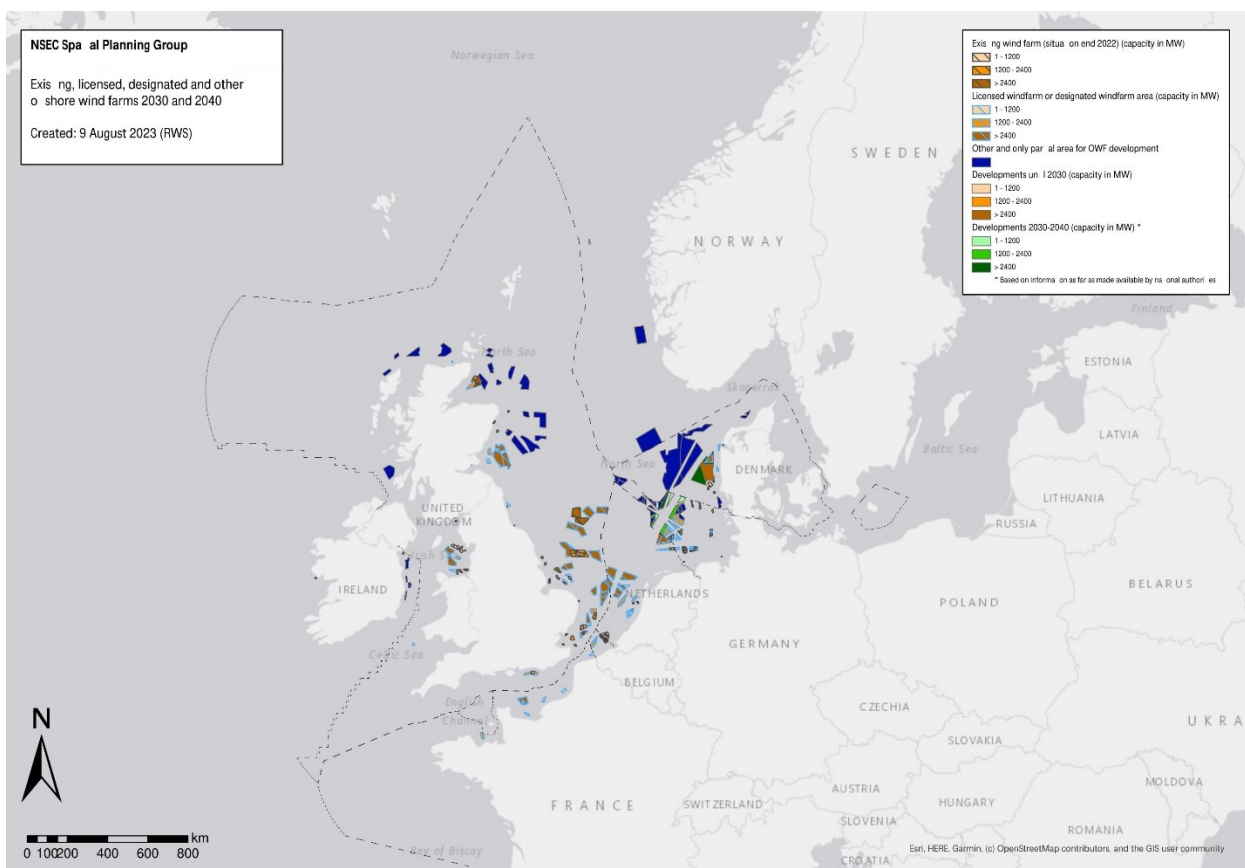 NSEC Spa al Planning Group
Exis ng, licensed, designated and other
o shore wind farms 2030 and 2040
Created: 9 August 2023 (RWS)
Exis ng wind farm (situa on end 2022) (capacity in MW)
1 - 1200
1200 - 2400
> 2400
Licensed windfarm or designated windfarm area (capacity in MW)
1 - 1200
1200 - 2400
> 2400
Other and only par al area for OWF development
Developments un l 2030 (capacity in MW)
1 - 1200
1200 - 2400
> 2400
Developments 2030-2040 (capacity in MW) *
1 - 1200
1200 - 2400
> 2400
* Based on informa on as far as made available by na onal authori es
Norwegian Sea
SWEDEN
NORWAY
Finland
ESTONIA
North Sea
Skagerrak
LATVIA
Baltic Sea
North Sea
DENMARK
LITHUANIA
UNITED
KINGDOM
RUSSIA
Irish Sea
BELARUS
IRELAND
NETHERLANDS
POLAND
GERMANY
Celtic Sea
BELGIUM
English
Channel
CZECHIA
UKRA
SLOVAKIA
MOLDOVA
AUSTRIA
HUNGARY
FRANCE
SWITZERLAND
SLOVENIA
ROMANIA
CROATIA
Bay of Biscay
N
km
0 100200 400 600 800
Esri, HERE, Garmin, (c) OpenStreetMap contributors, and the GIS user community